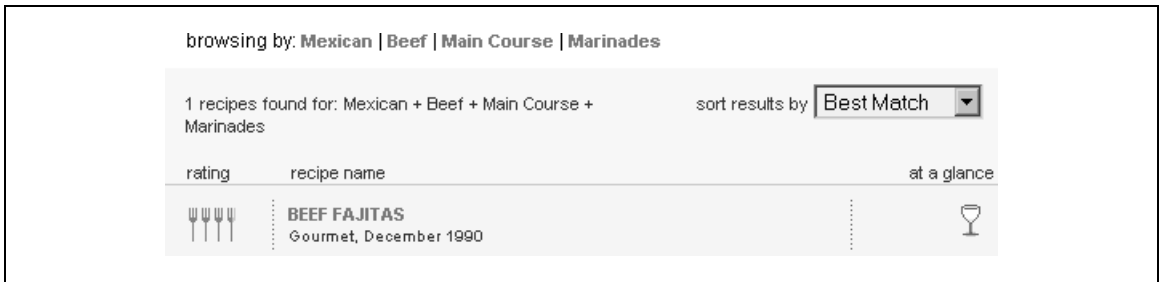 browsing by: Mexican | Beef | Main Course | Marinades
1 recipes found for: Mexican + Beef + Main Course +
Marinades
sort results by Best Match
rating recipe name at a glance
BEEF FAJITAS
Gourmet, December 1990